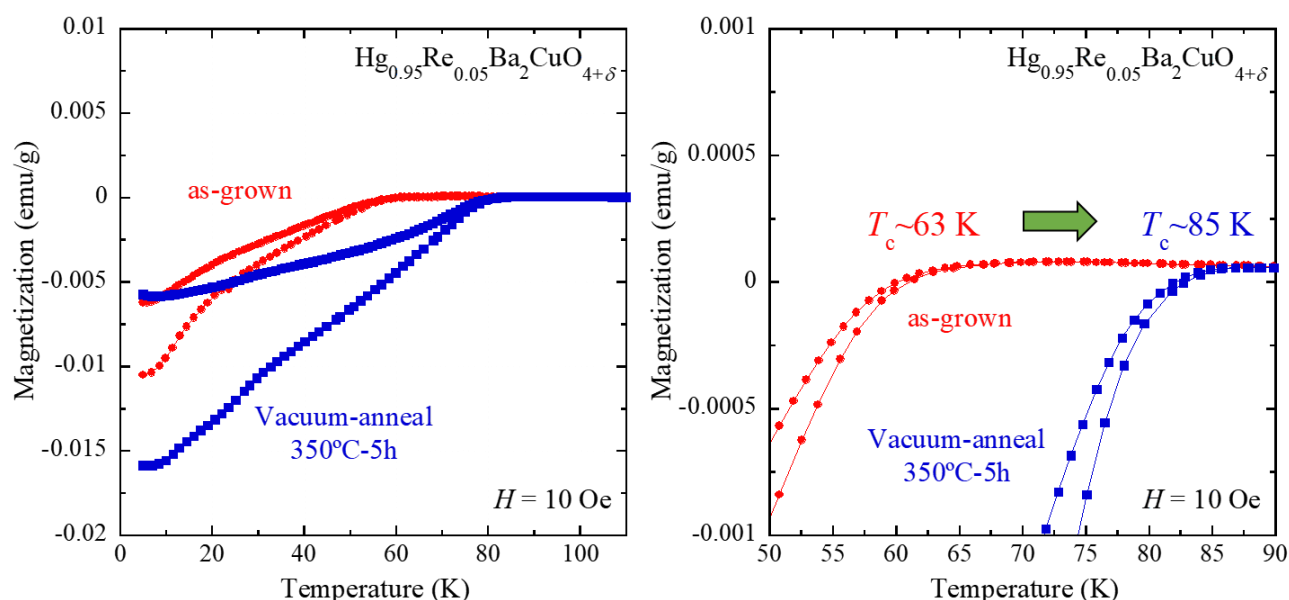 0.01
0.005
0
-0.005
-0.01
-0.015
-0.02
Magnetization (emu/g)
Hg0.95Re0.05Ba2CuO4+δ
as-grown
Vacuum-anneal
350ºC-5h
H = 10 Oe
0 20 40 60 80 100
Temperature (K)
0.001
0.0005
0
-0.0005
-0.001
Magnetization (emu/g)
Hg0.95Re0.05Ba2CuO4+δ
Tc~63 K
Tc~85 K
as-grown
Vacuum-anneal
350ºC-5h
H = 10 Oe
50 55 60 65 70 75 80 85 90
Temperature (K)